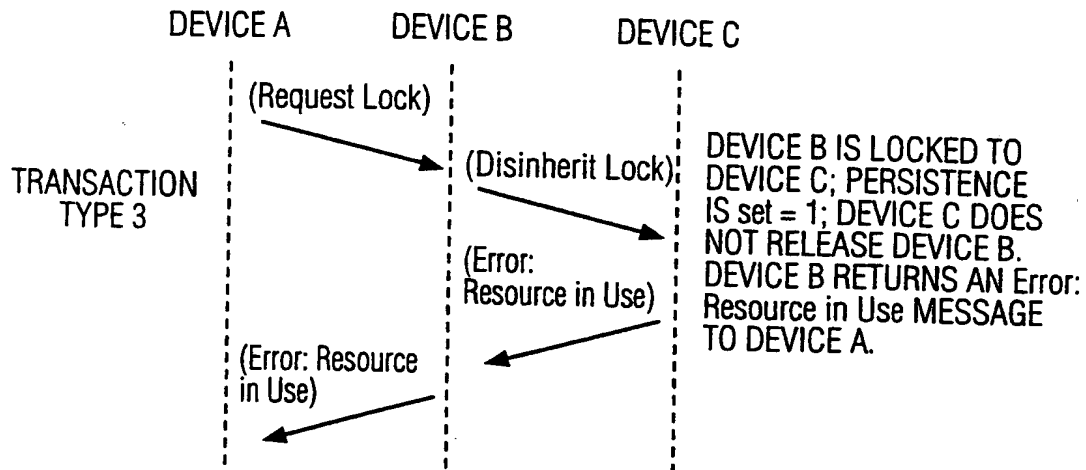 DEVICE A
DEVICE B
DEVICE C
(Request Lock)
(Disinherit Lock)
TRANSACTION
TYPE 3
DEVICE B IS LOCKED TO
DEVICE C; PERSISTENCE
IS set = 1; DEVICE C DOES
NOT RELEASE DEVICE B.
DEVICE B RETURNS AN Error:
Resource in Use MESSAGE
TO DEVICE A.
(Error:
Resource in Use)
(Error: Resource
in Use)